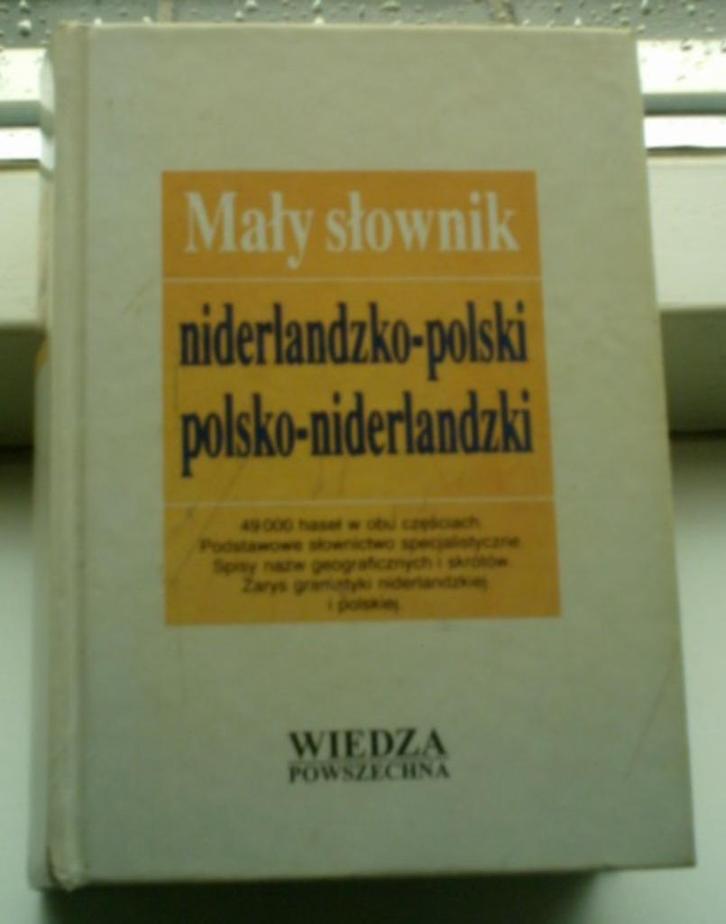 Mały słownik
niderlandzko-polski
polsko-niderlandzki
49 000 haseł w obu częściach.
Podstawowe słownictwo specjalistyczne.
Spisy nazw geograficznych i skrótów.
Zarys gramatyki niderlandzkiej
i polskiej.
WIEDZA
POWSZECHNA